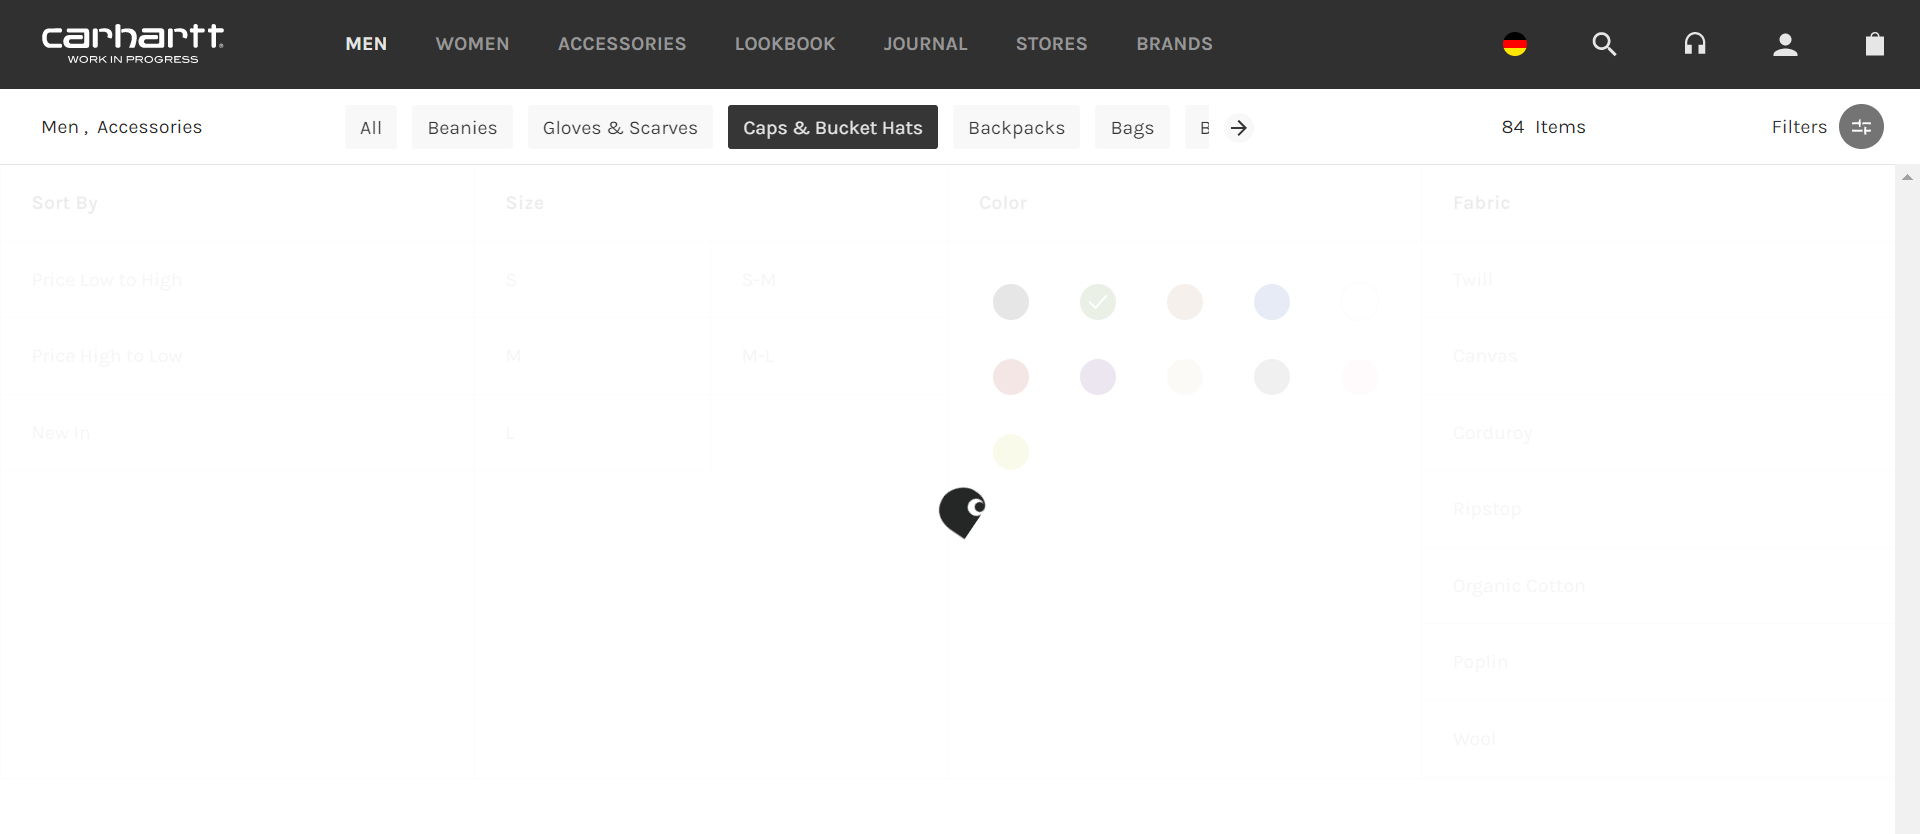 carhartt
WORK IN PROGRESS
MEN WOMEN ACCESSORIES LOOKBOOK JOURNAL STORES BRANDS
Men , Accessories All Beanies Gloves & Scarves Caps & Bucket Hats Backpacks Bags B 84 Items Filters
Sort By Size Color Fabric
Price Low to High S S-M Twill
Price High to Low M M-L Canvas
New In L Corduroy
Ripstop
Organic Cotton
Poplin
Wool